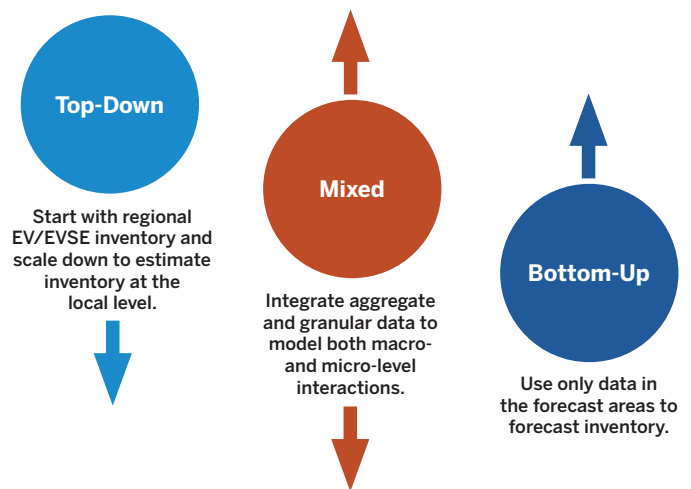 Top-Down
Start with regional
EV/EVSE inventory and
scale down to estimate
inventory at the
local level.
Mixed
Integrate aggregate
and granular data to
model both macro-
and micro-level
interactions.
Bottom-Up
Use only data in
the forecast areas to
forecast inventory.